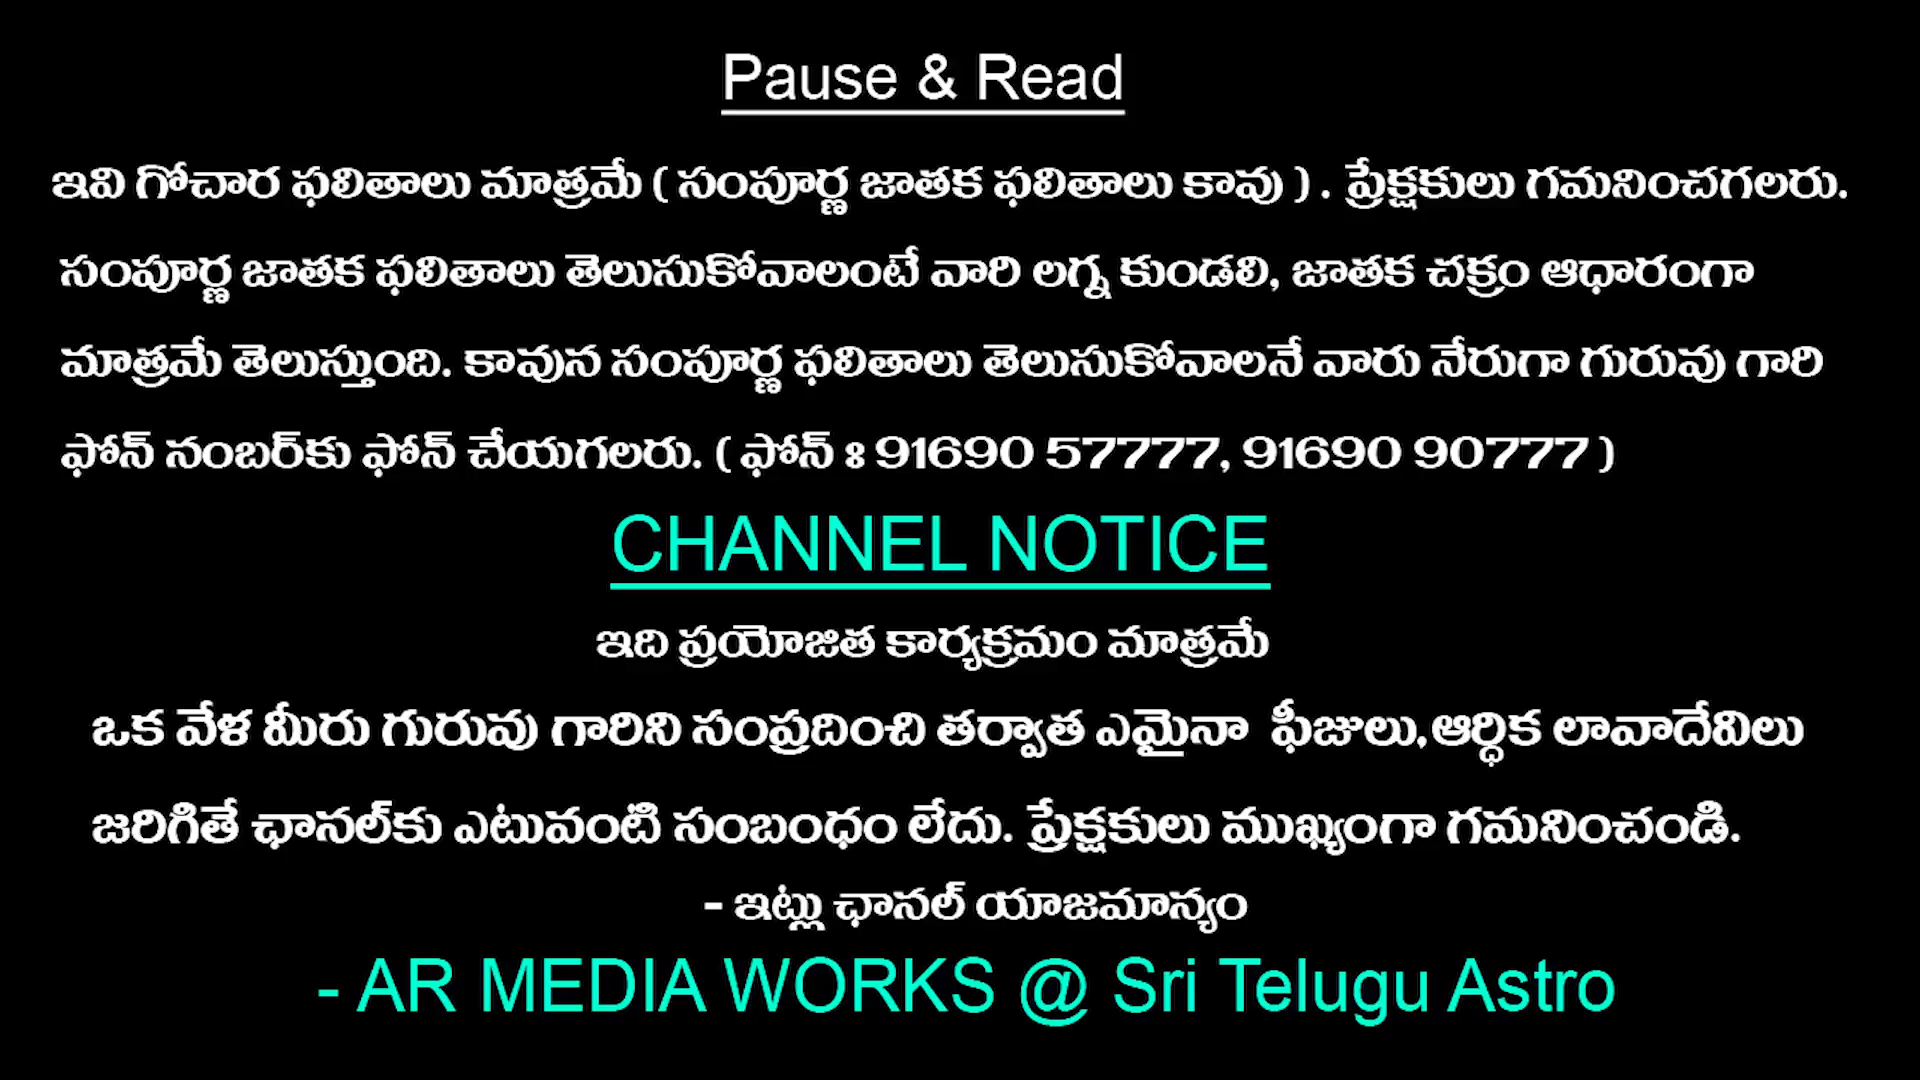 Pause & Read
ఇవి గోచార ఫలితాలు మాత్రమే ( సంపూర్ణ జాతక ఫలితాలు కావు ) . ప్రేక్షకులు గమనించగలరు.
సంపూర్ణ జాతక ఫలితాలు తెలుసుకోవాలంటే వారి లగ్న కుండలి, జాతక చక్రం ఆధారంగా
మాత్రమే తెలుస్తుంది. కావున సంపూర్ణ ఫలితాలు తెలుసుకోవాలనే వారు నేరుగా గురువు గారి
ఫోన్ నంబర్‌కు ఫోన్ చేయగలరు. ( ఫోన్ ః 91690 57777, 91690 90777 )
CHANNEL NOTICE
ఇది ప్రయోజిత కార్యక్రమం మాత్రమే
ఒక వేళ మీరు గురువు గారిని సంప్రదించి తర్వాత ఎమైనా ఫీజులు,ఆర్ధిక లావాదేవిలు
జరిగితే ఛానల్‌కు ఎటువంటి సంబంధం లేదు. ప్రేక్షకులు ముఖ్యంగా గమనించండి.
- ఇట్లు ఛానల్ యాజమాన్యం
- AR MEDIA WORKS @ Sri Telugu Astro